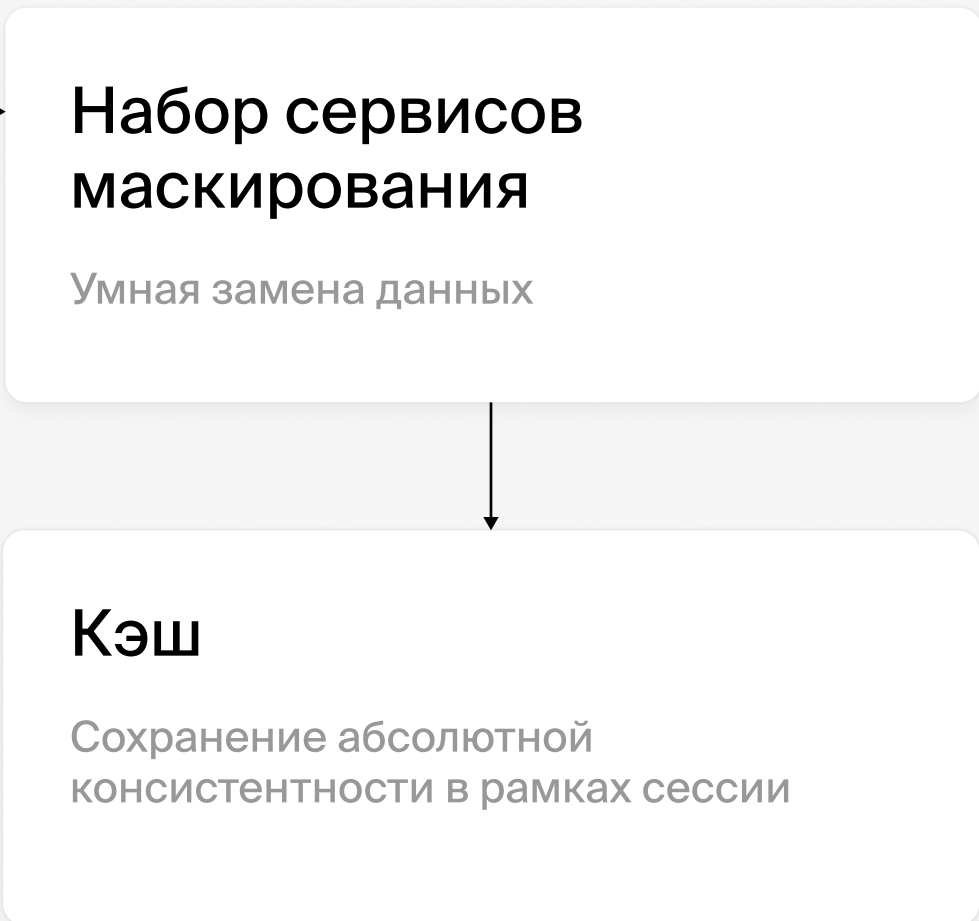 Набор сервисов
маскирования
Умная замена данных
Кэш
Сохранение абсолютной
консистентности в рамках сессии